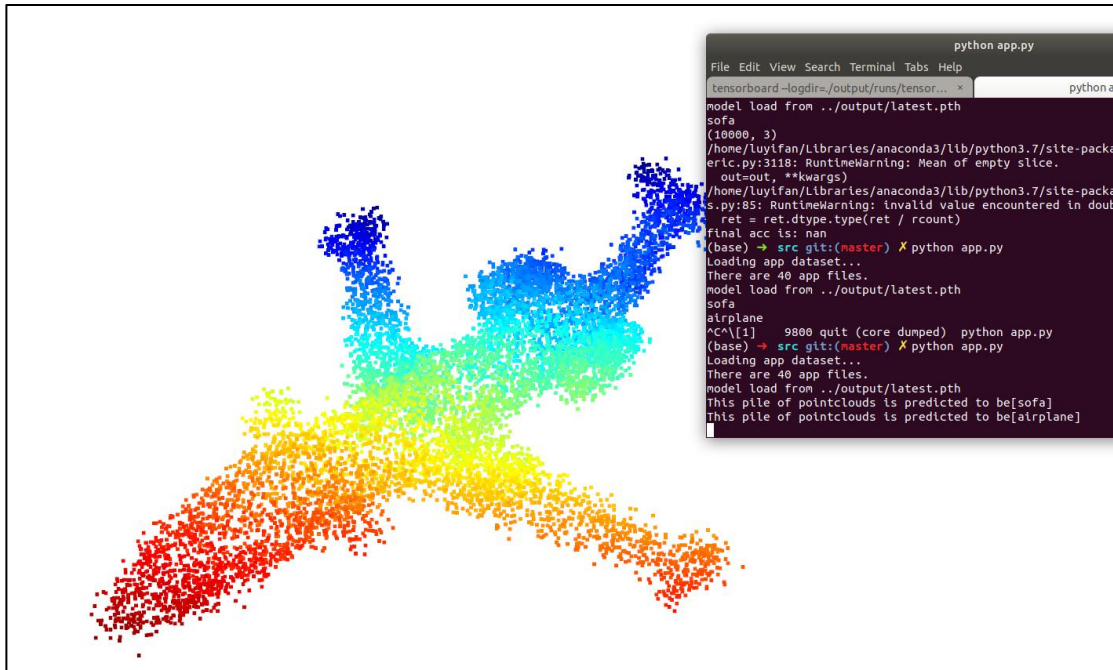 python app.py
File Edit View Search Terminal Tabs Help
tensorboard --logdir=./output/runs/tensor... × python a
model load from ../output/latest.pth
sofa
(10000, 3)
/home/luyifan/Libraries/anaconda3/lib/python3.7/site-packa
eric.py:3118: RuntimeWarning: Mean of empty slice.
out=out, **kwargs)
/home/luyifan/Libraries/anaconda3/lib/python3.7/site-packa
s.py:85: RuntimeWarning: invalid value encountered in doub
ret = ret.dtype.type(ret / rcount)
final acc is: nan
(base) ➜ src git:(master) ✗ python app.py
Loading app dataset...
There are 40 app files.
model load from ../output/latest.pth
sofa
airplane
^C^\[1] 9800 quit (core dumped) python app.py
(base) ➜ src git:(master) ✗ python app.py
Loading app dataset...
There are 40 app files.
model load from ../output/latest.pth
This pile of pointclouds is predicted to be[sofa]
This pile of pointclouds is predicted to be[airplane]